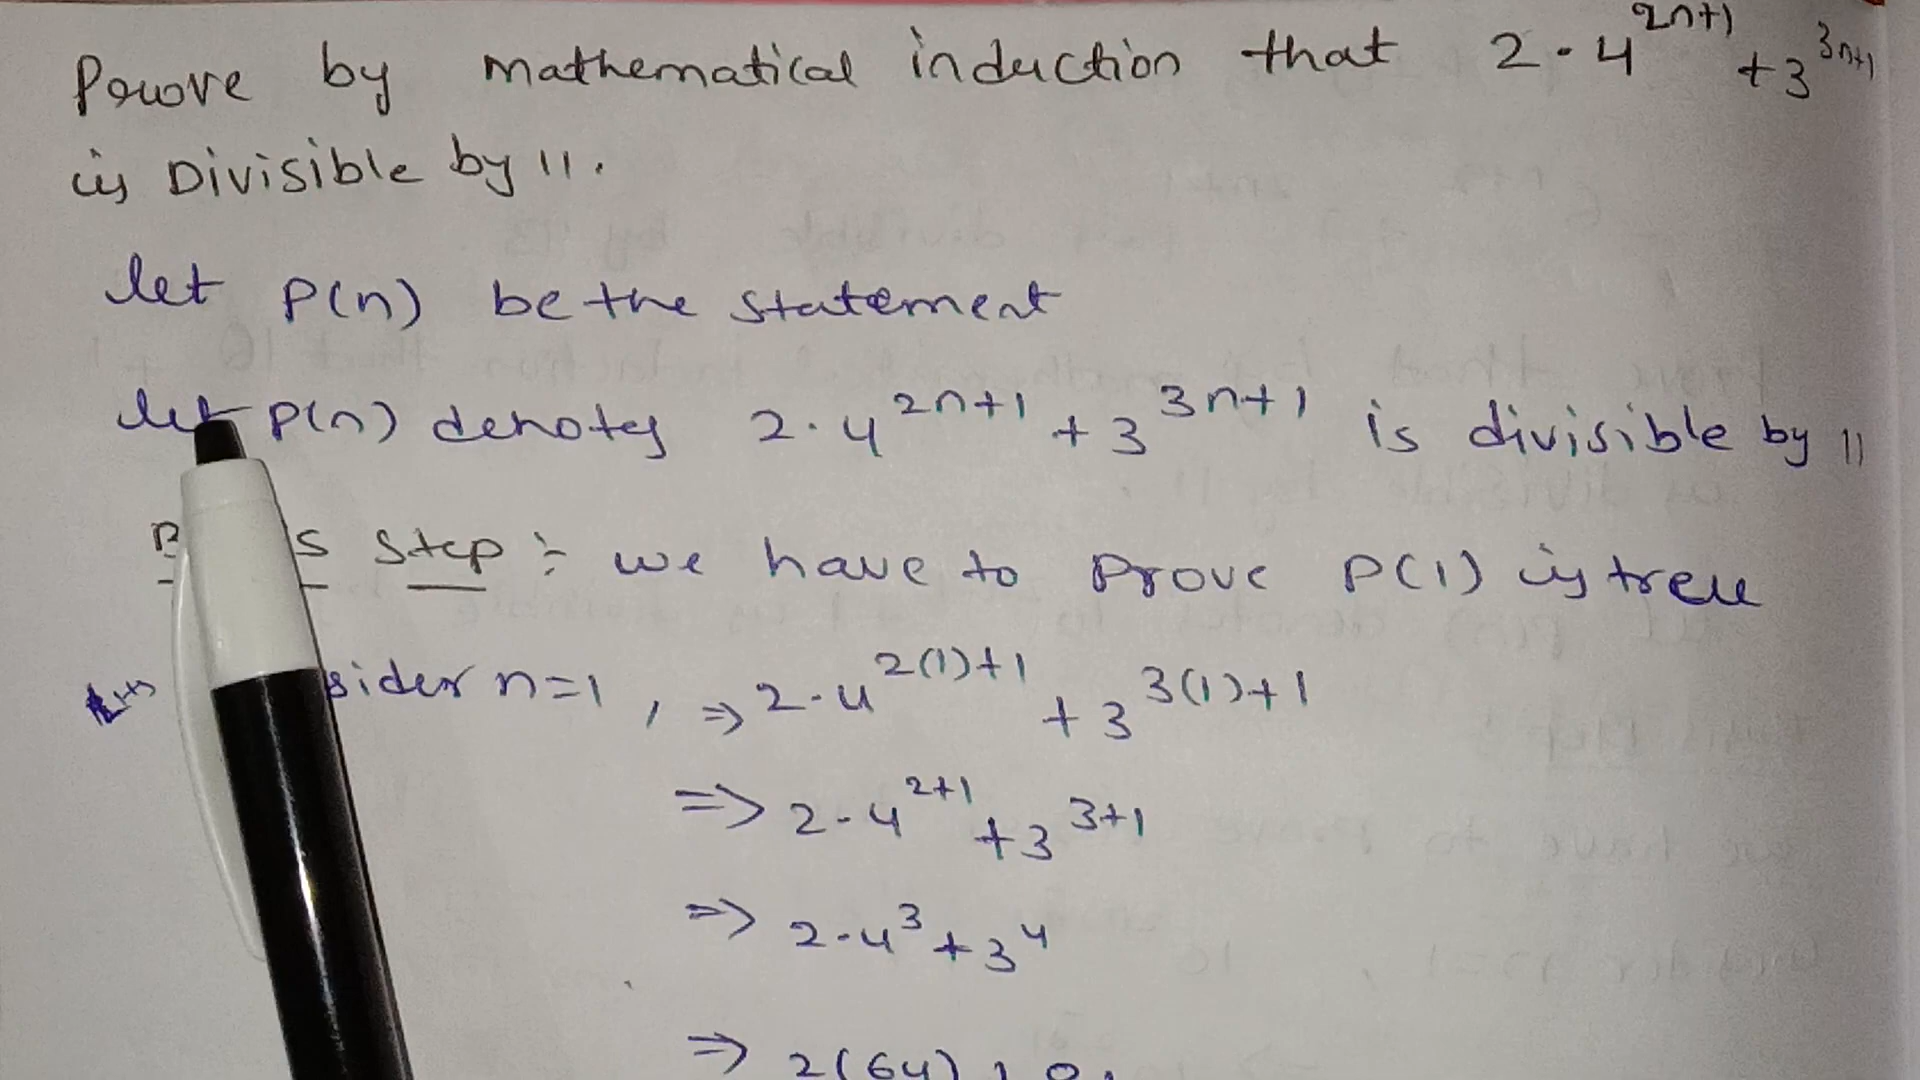 Prove by mathematical induction that 2·4^{2n+1} + 3^{3n+1}
is Divisible by 11.
let P(n) be the statement
let P(n) denotes 2·4^{2n+1} + 3^{3n+1} is divisible by 11
Step :- we have to prove P(1) is true
n=1, ⇒ 2·4^{2(1)+1} + 3^{3(1)+1}
⇒ 2·4^{2+1} + 3^{3+1}
⇒ 2·4^3 + 3^4
⇒ 2(64)